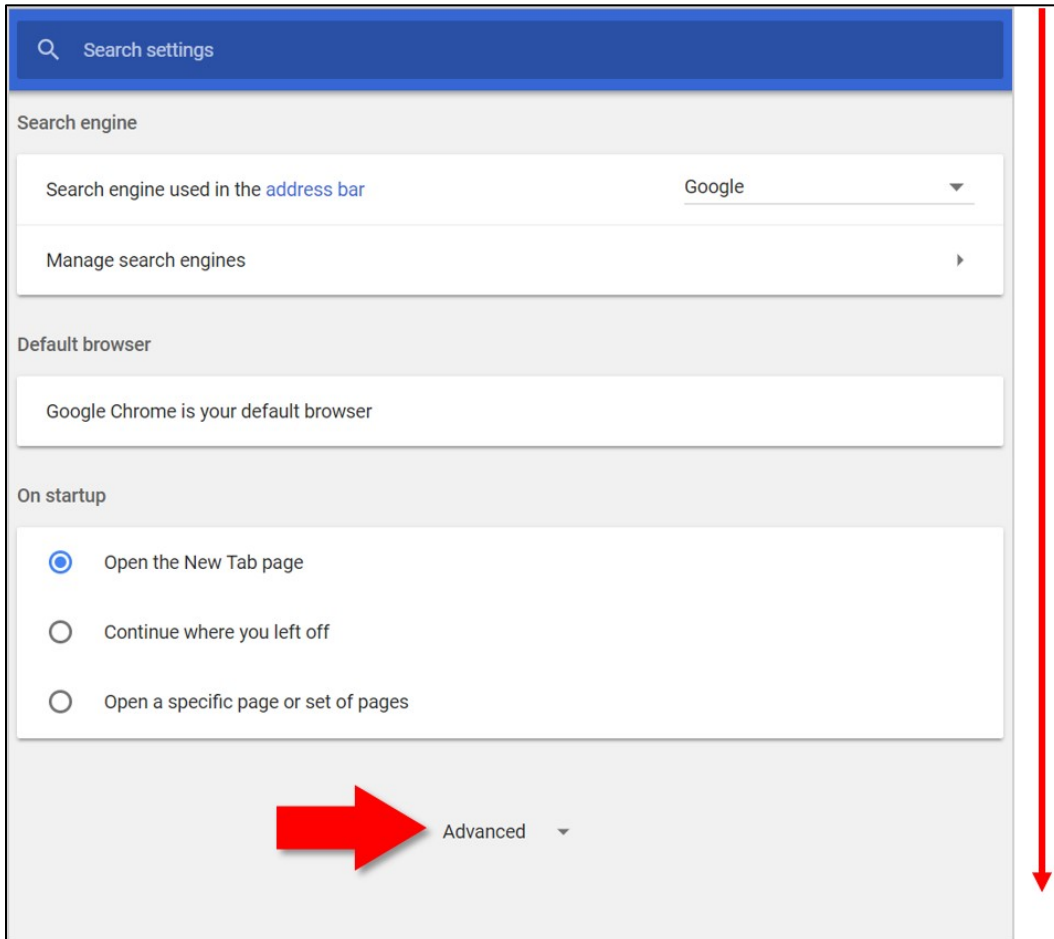 Search settings
Search engine
Search engine used in the address bar
Google
Manage search engines
Default browser
Google Chrome is your default browser
On startup
Open the New Tab page
Continue where you left off
Open a specific page or set of pages
Advanced